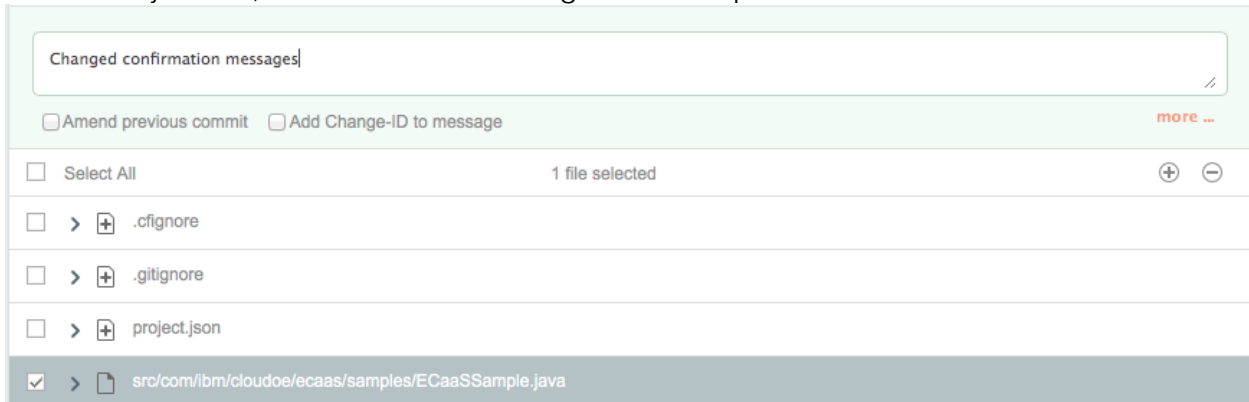 Changed confirmation messages
Amend previous commit Add Change-ID to message more ...
Select All 1 file selected
.cfignore
.gitignore
project.json
src/com/ibm/cloudoe/ecaas/samples/ECaaSSample.java